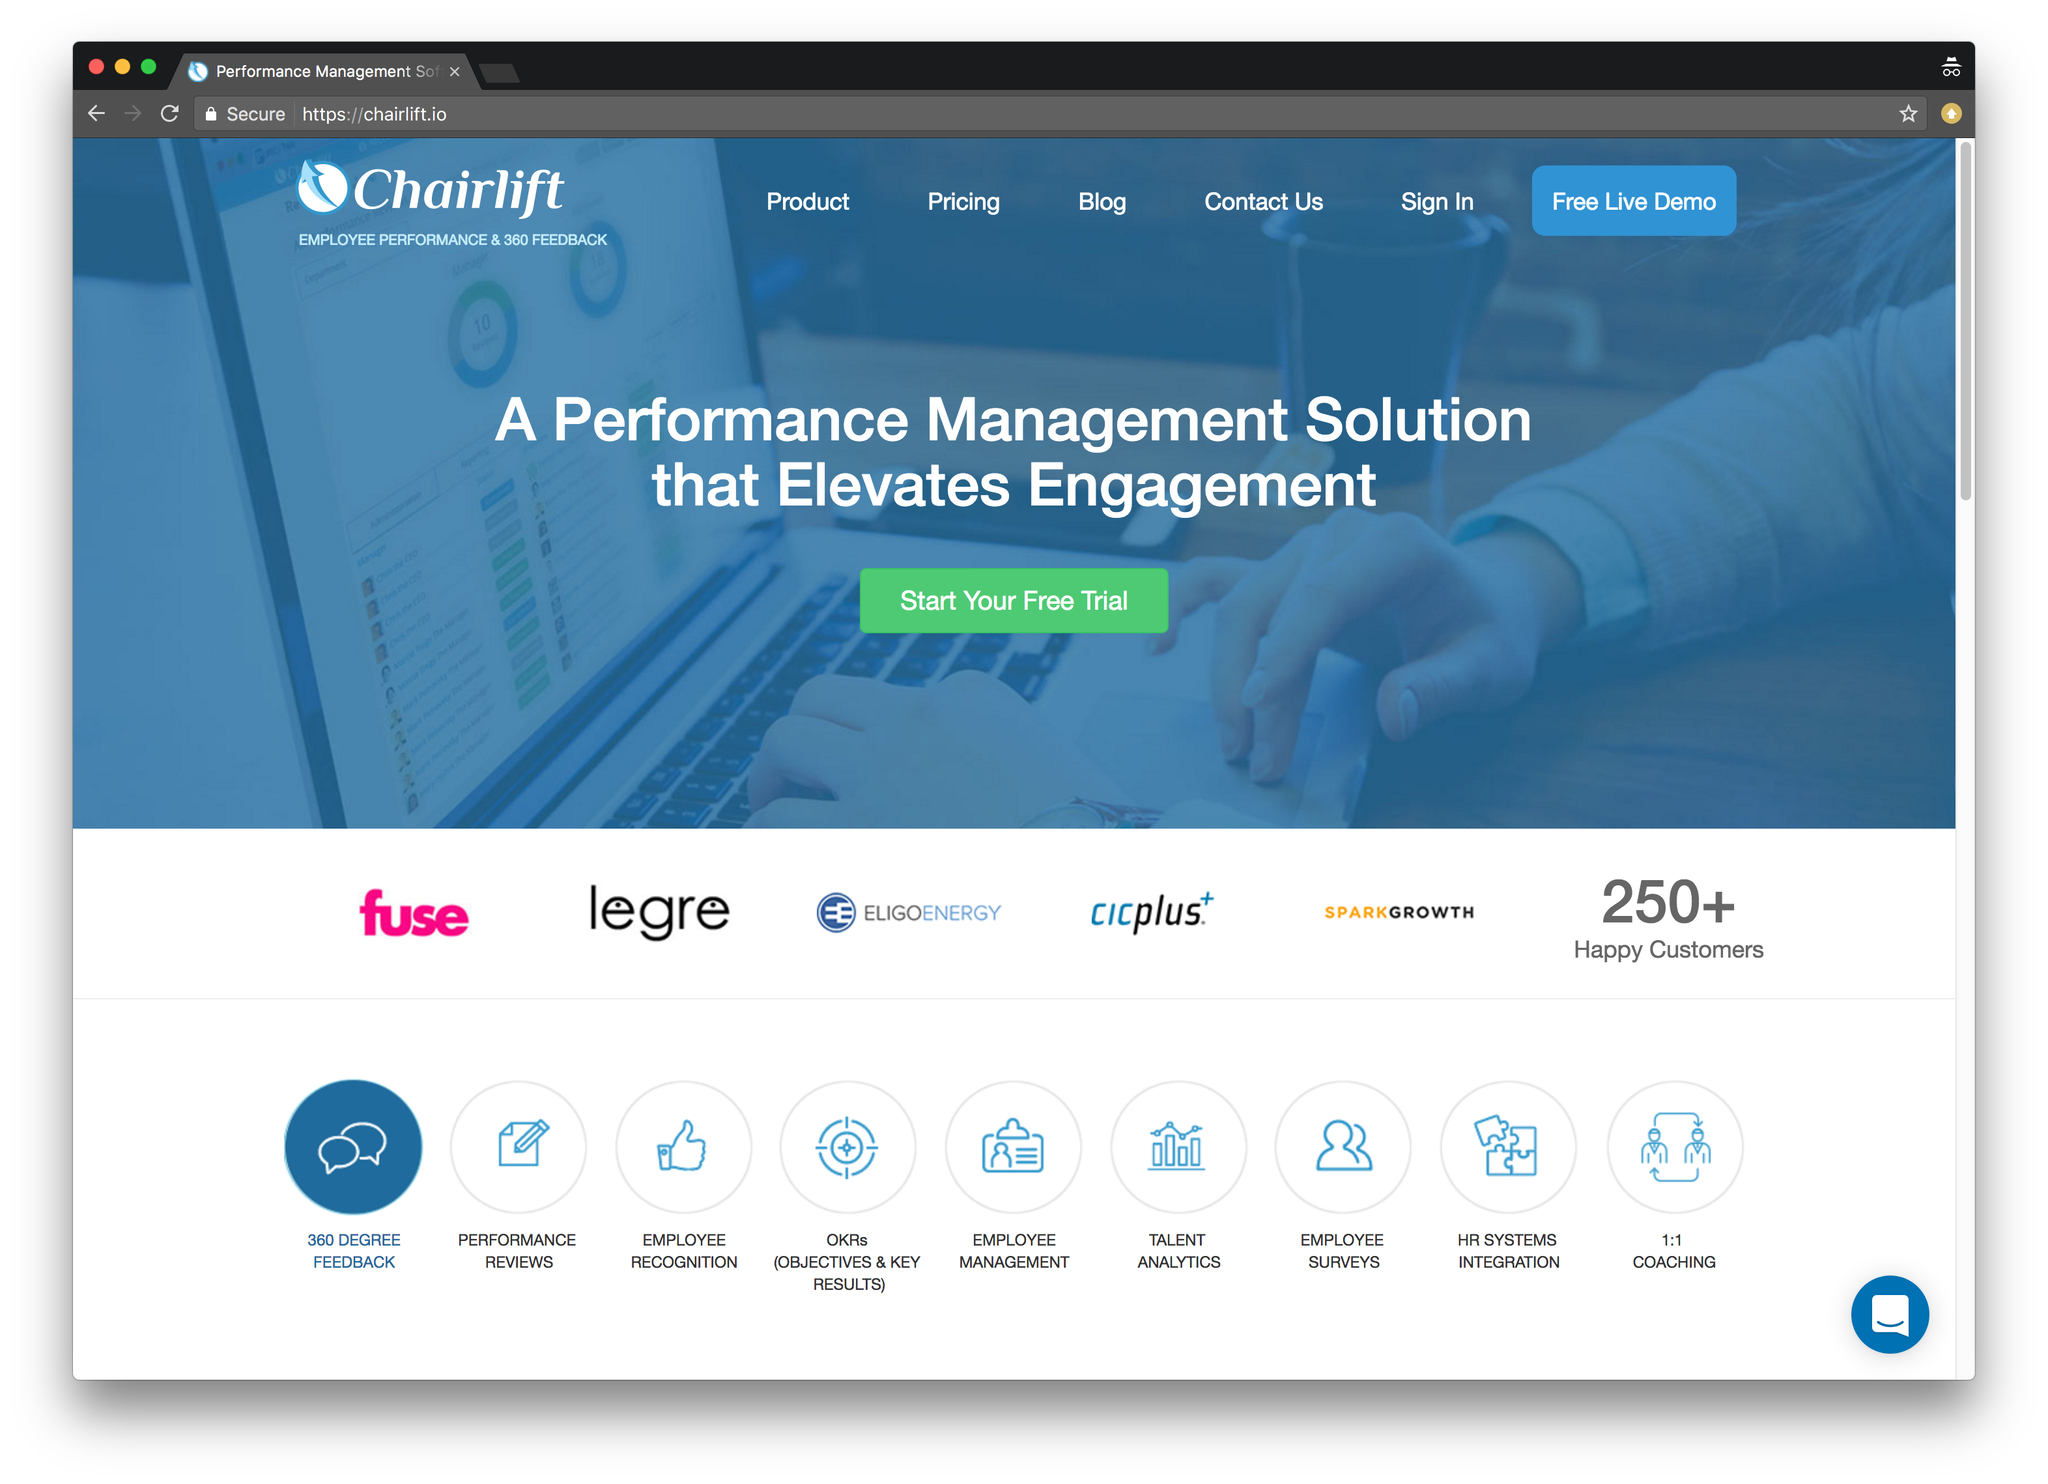 Performance Management Sof
Secure
https://chairlift.io
Chairlift
EMPLOYEE PERFORMANCE & 360 FEEDBACK
Product
Pricing
Blog
Contact Us
Sign In
Free Live Demo
10
18
A Performance Management Solution
that Elevates Engagement
Start Your Free Trial
fuse
legre
ELIGOENERGY
cicplus+
SPARKGROWTH
250+
Happy Customers
360 DEGREE
FEEDBACK
PERFORMANCE
REVIEWS
EMPLOYEE
RECOGNITION
OKRs
(OBJECTIVES & KEY
RESULTS)
EMPLOYEE
MANAGEMENT
TALENT
ANALYTICS
EMPLOYEE
SURVEYS
HR SYSTEMS
INTEGRATION
1:1
COACHING